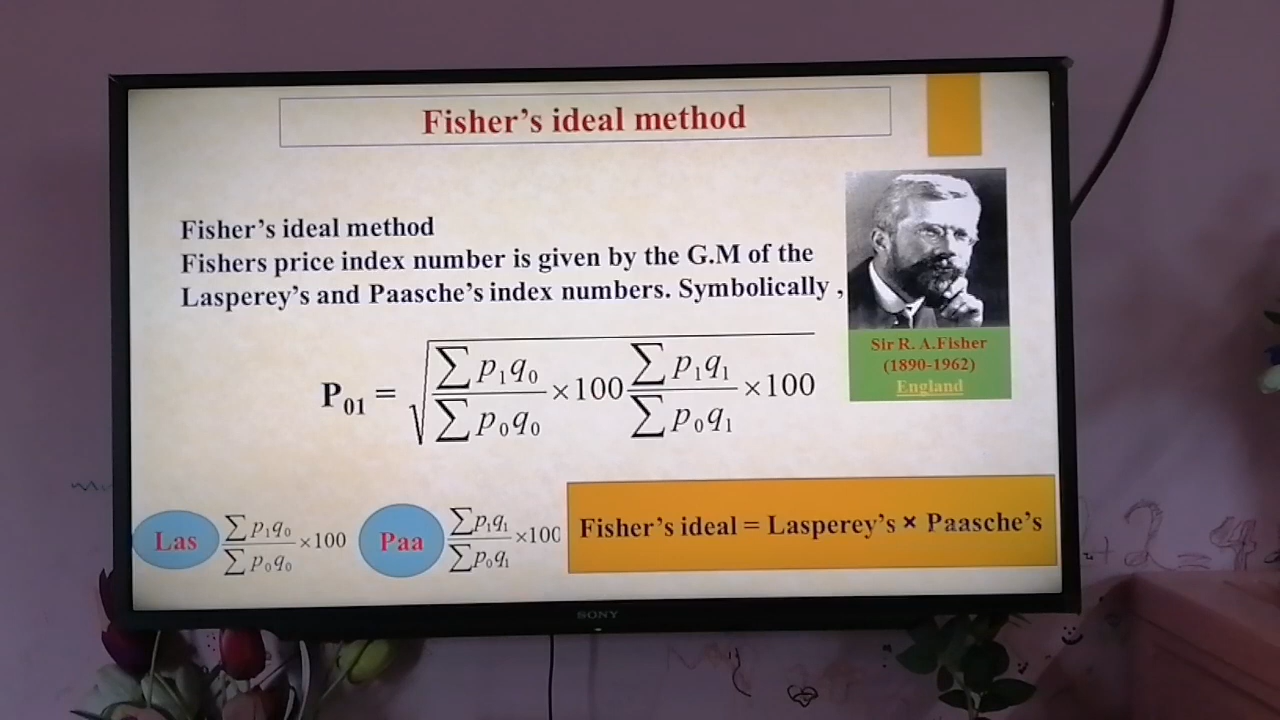 Fisher's ideal method
Fisher's ideal method
Fishers price index number is given by the G.M of the
Lasperey's and Paasche's index numbers. Symbolically ,
P₀₁ = √(∑p₁q₀ / ∑p₀q₀ ×100 ∑p₁q₁ / ∑p₀q₁ ×100)
Sir R. A.Fisher
(1890-1962)
England
Las ∑p₁q₀ / ∑p₀q₀ ×100 Paa ∑p₁q₁ / ∑p₀q₁ ×100
Fisher's ideal = Lasperey's × Paasche's
SONY
+2=4